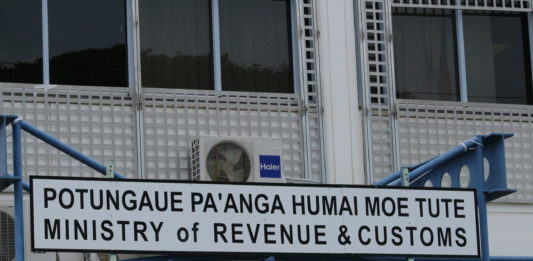 Haier
POTUNGAUE PA'ANGA HUMAI MOE TUTE
MINISTRY of REVENUE & CUSTOMS